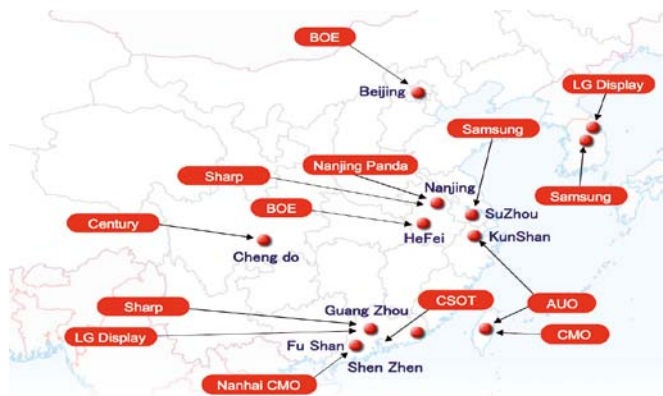 BOE
Beijing
LG Display
Samsung
Nanjing Panda
Sharp
Nanjing
Samsung
BOE
SuZhou
Century
HeFei
KunShan
Cheng do
Sharp
Guang Zhou
CSOT
AUO
LG Display
Fu Shan
CMO
Shen Zhen
Nanhai CMO